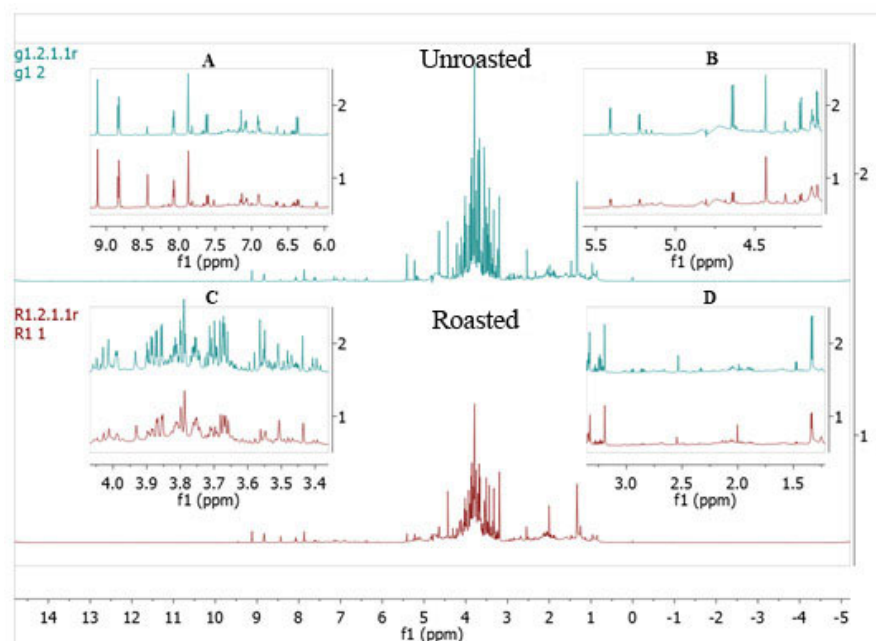 g1.2.1.1r
g1 2
Unroasted
A
2
1
9.0 8.5 8.0 7.5 7.0 6.5 6.0
f1 (ppm)
B
2
1
5.5 5.0 4.5
f1 (ppm)
2
R1.2.1.1r
R1 1
Roasted
C
2
1
4.0 3.9 3.8 3.7 3.6 3.5 3.4
f1 (ppm)
D
2
1
3.0 2.5 2.0 1.5
f1 (ppm)
1
14 13 12 11 10 9 8 7 6 5 4 3 2 1 0 -1 -2 -3 -4 -5
f1 (ppm)